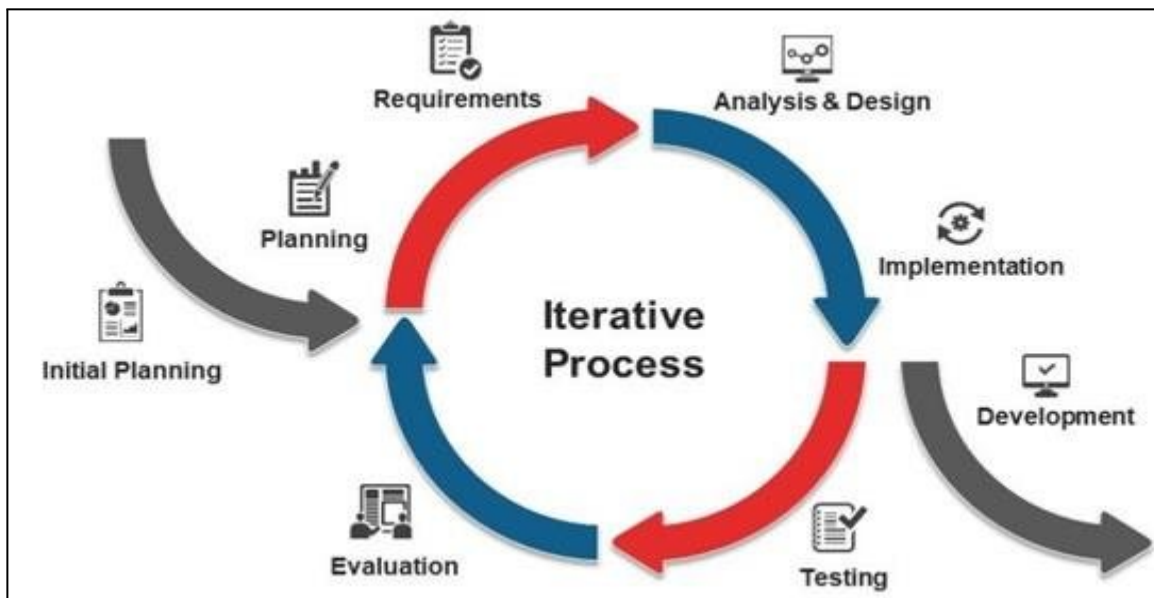 Requirements
Analysis & Design
Planning
Implementation
Iterative
Process
Initial Planning
Development
Evaluation
Testing